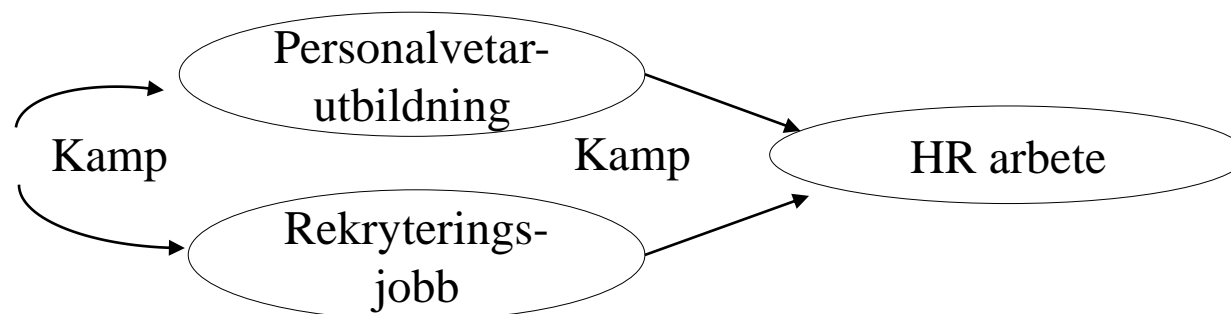 Personalvetar-
utbildning
Kamp
Kamp
HR arbete
Rekryterings-
jobb